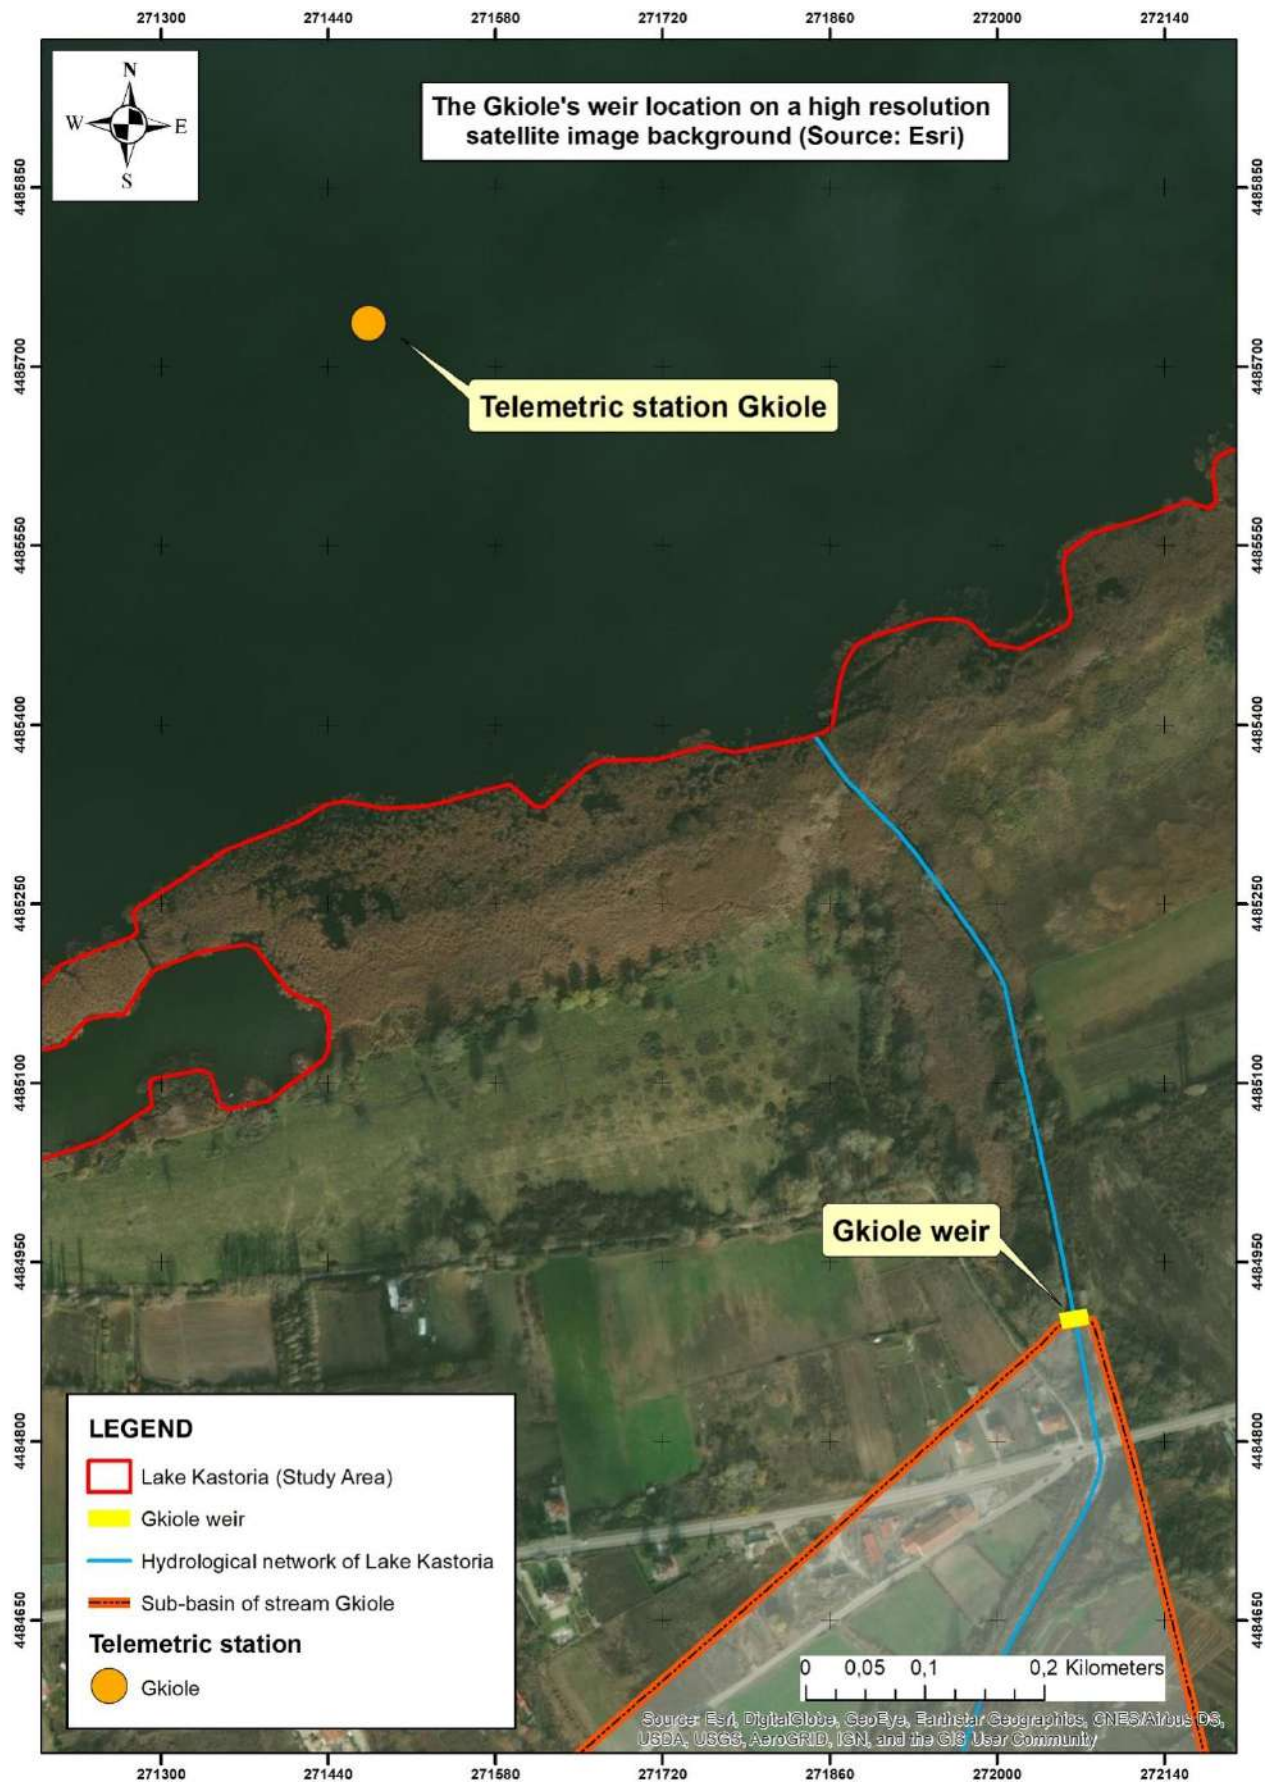 271300 271440 271580 271720 271860 272000 272140
N
W E
S
The Gkiole's weir location on a high resolution
satellite image background (Source: Esri)
4485850 4485850
4485700 4485700
Telemetric station Gkiole
4485550 4485550
4485400 4485400
4485250 4485250
4485100 4485100
Gkiole weir
4484950 4484950
4484800 4484800
4484650 4484650
LEGEND
Lake Kastoria (Study Area)
Gkiole weir
Hydrological network of Lake Kastoria
Sub-basin of stream Gkiole
Telemetric station
Gkiole
0 0,05 0,1 0,2 Kilometers
Source: Esri, DigitalGlobe, GeoEye, Earthstar Geographics, CNES/Airbus DS,
USDA, USGS, AeroGRID, IGN, and the GIS User Community
271300 271440 271580 271720 271860 272000 272140